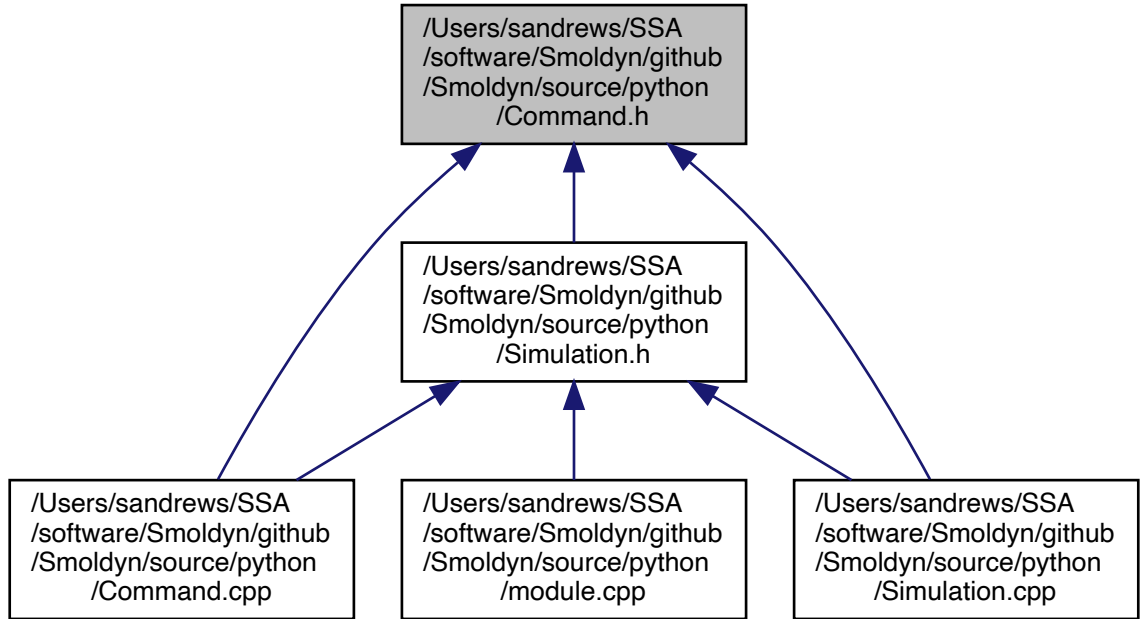 /Users/sandrews/SSA
/software/Smoldyn/github
/Smoldyn/source/python
/Command.h
/Users/sandrews/SSA
/software/Smoldyn/github
/Smoldyn/source/python
/Simulation.h
/Users/sandrews/SSA
/software/Smoldyn/github
/Smoldyn/source/python
/Command.cpp
/Users/sandrews/SSA
/software/Smoldyn/github
/Smoldyn/source/python
/module.cpp
/Users/sandrews/SSA
/software/Smoldyn/github
/Smoldyn/source/python
/Simulation.cpp